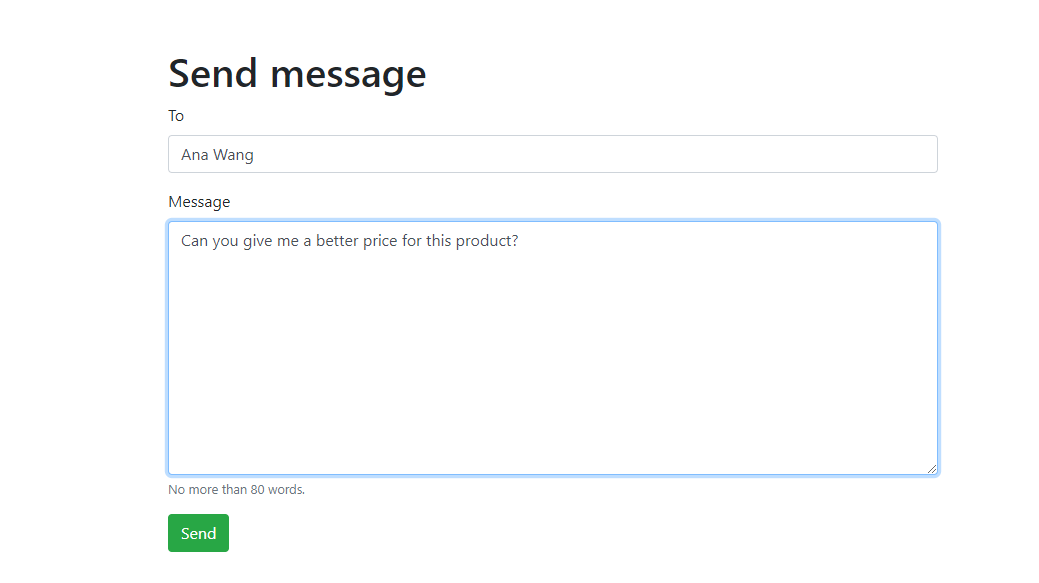 Send message
To
Ana Wang
Message
Can you give me a better price for this product?
No more than 80 words.
Send